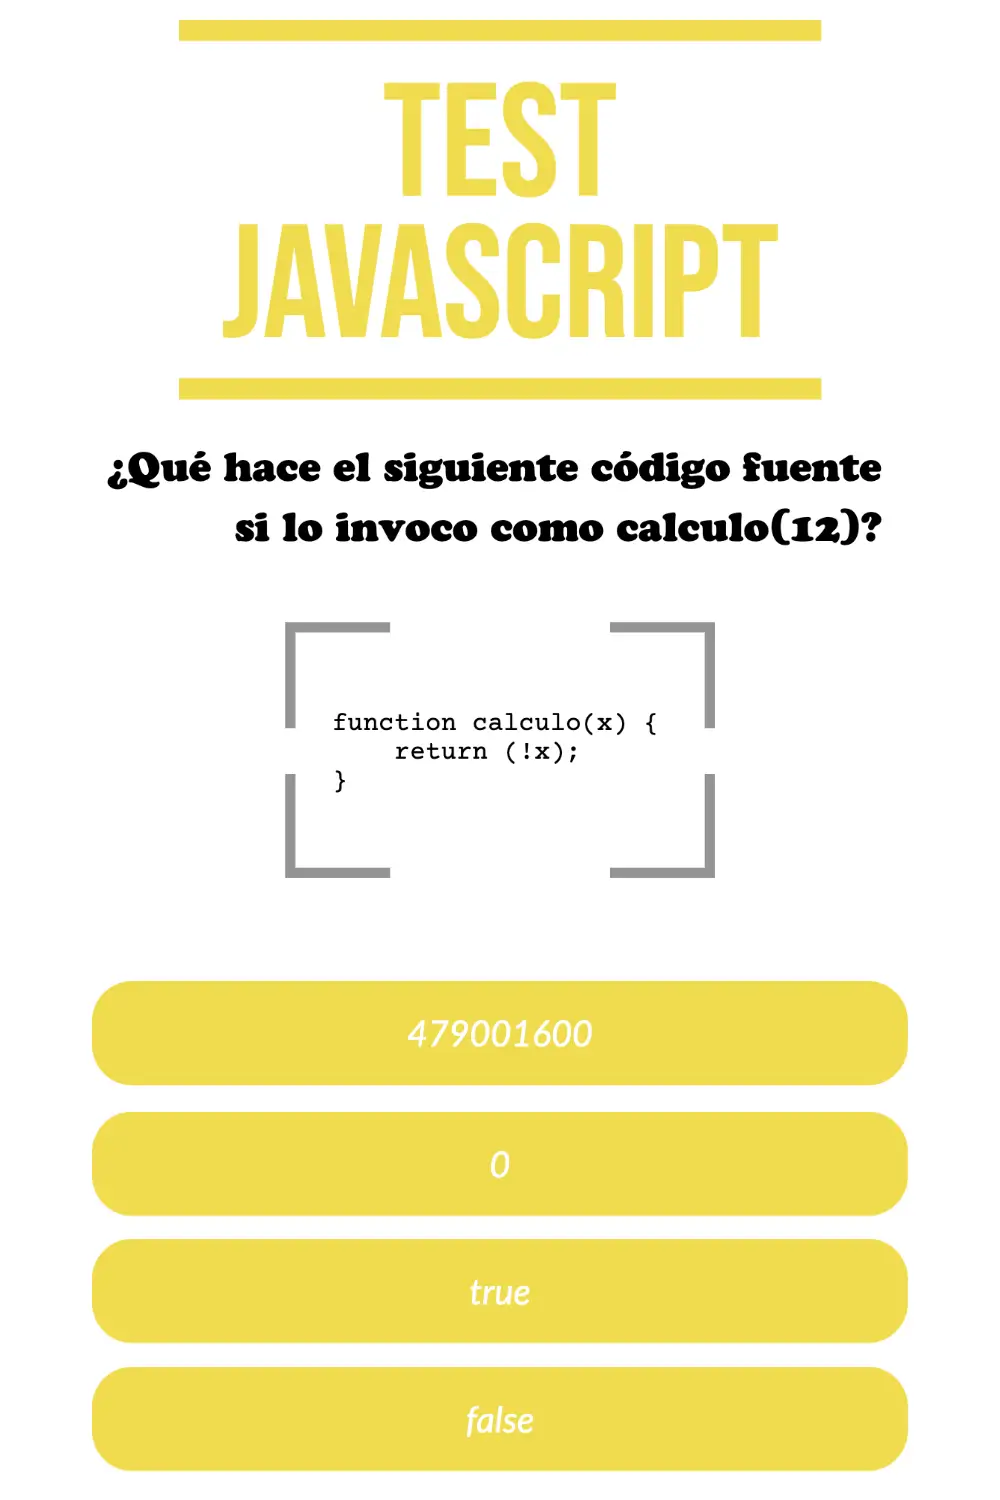 TEST
JAVASCRIPT
¿Qué hace el siguiente código fuente
si lo invoco como calculo(12)?
function calculo(x) {
    return (!x);
}
479001600
0
true
false